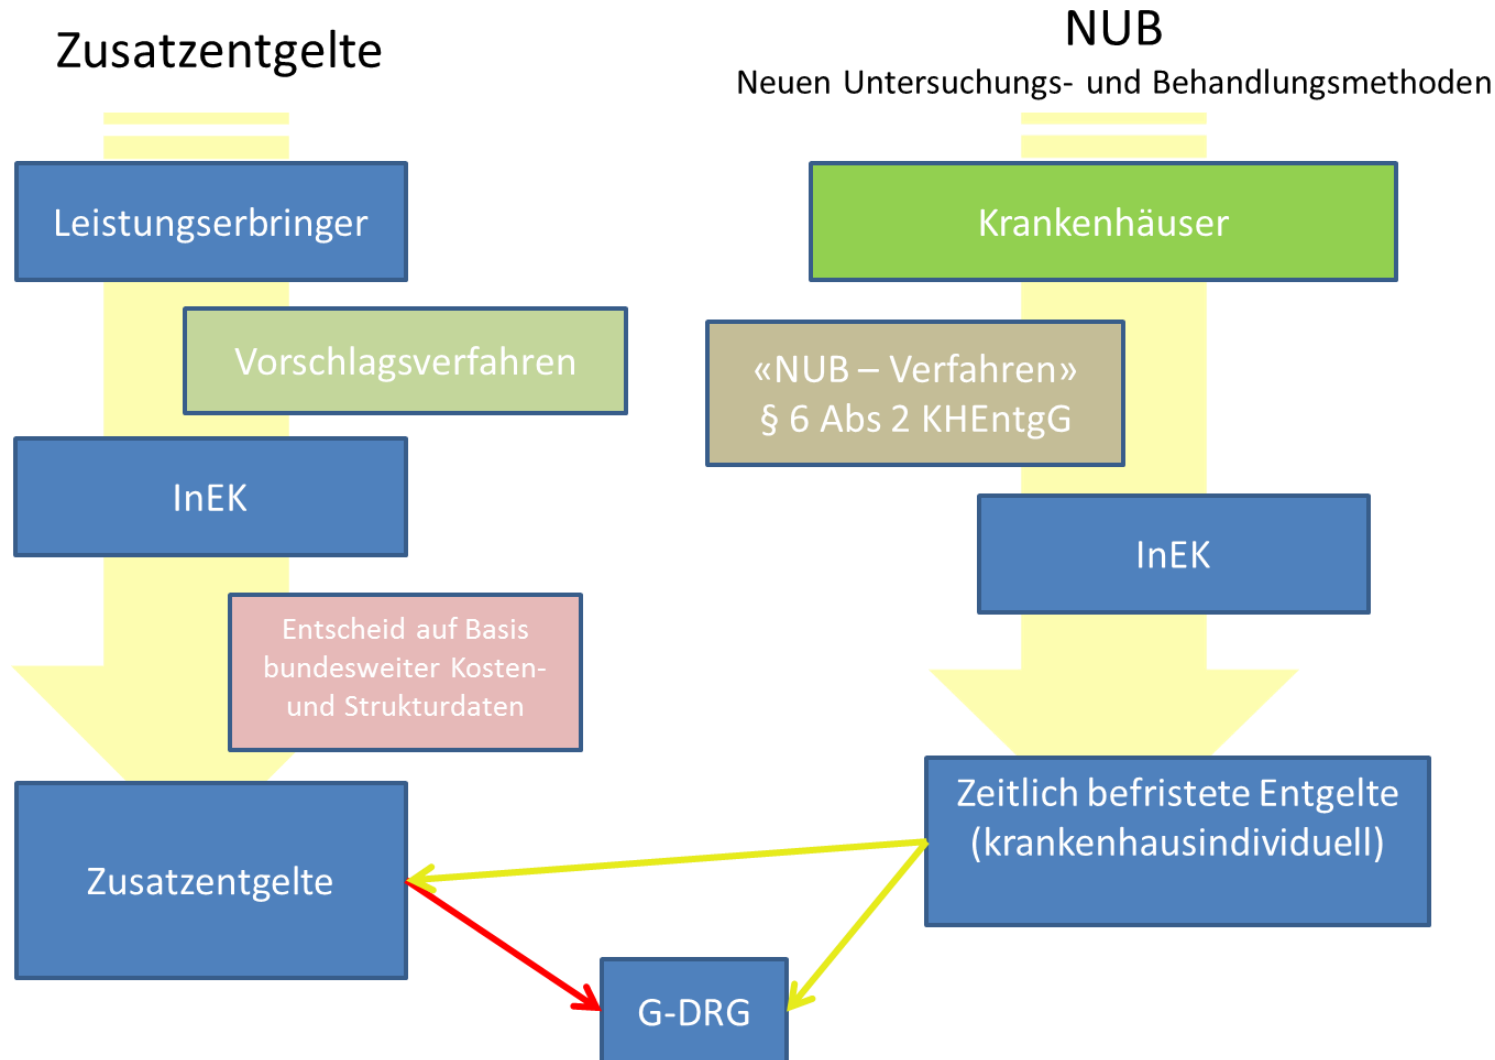 Zusatzentgelte
Leistungserbringer
Vorschlagsverfahren
InEK
Entscheid auf Basis
bundesweiter Kosten-
und Strukturdaten
Zusatzentgelte
NUB
Neuen Untersuchungs- und Behandlungsmethoden
Krankenhäuser
«NUB – Verfahren»
§ 6 Abs 2 KHEntgG
InEK
Zeitlich befristete Entgelte
(krankenhausindividuell)
G-DRG